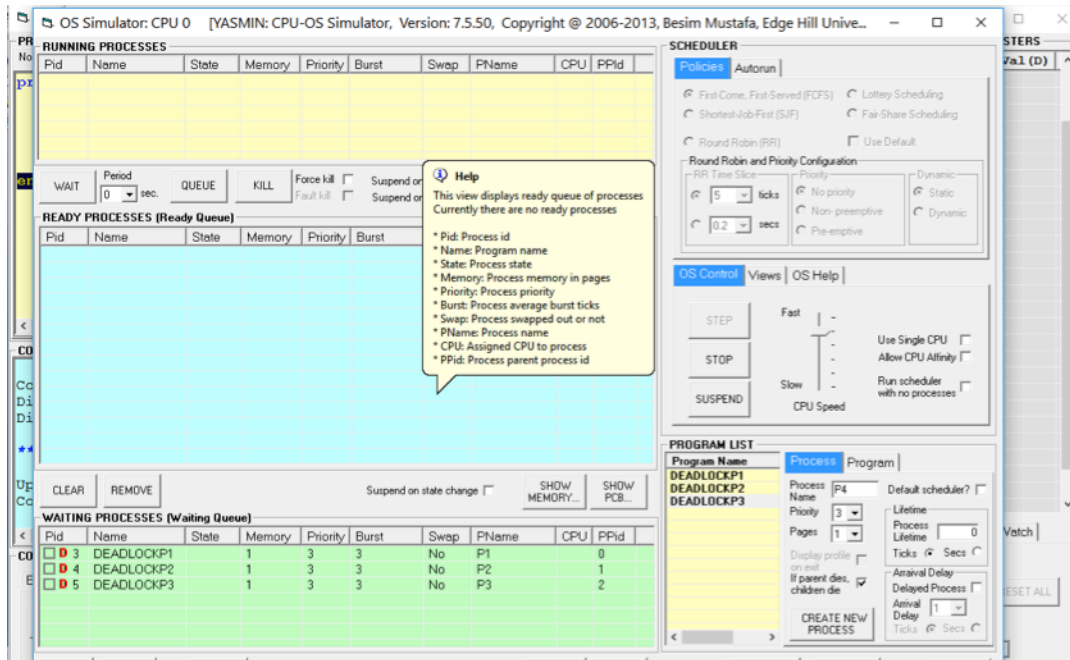 OS Simulator: CPU 0 [YASMIN: CPU-OS Simulator, Version: 7.5.50, Copyright @ 2006-2013, Besim Mustafa, Edge Hill Unive...
RUNNING PROCESSES
Pid Name State Memory Priority Burst Swap PName CPU PPId
WAIT
Period
0 sec.
QUEUE
KILL
Force kill
Fault kill
Suspend or
Suspend or
READY PROCESSES (Ready Queue)
Pid Name State Memory Priority Burst
Help
This view displays ready queue of processes
Currently there are no ready processes
* Pid: Process id
* Name: Program name
* State: Process state
* Memory: Process memory in pages
* Priority: Process priority
* Burst: Process average burst ticks
* Swap: Process swapped out or not
* PName: Process name
* CPU: Assigned CPU to process
* PPid: Process parent process id
CLEAR
REMOVE
Suspend on state change
SHOW MEMORY...
SHOW PCB...
WAITING PROCESSES (Waiting Queue)
Pid Name State Memory Priority Burst Swap PName CPU PPId
D 3 DEADLOCKP1 1 3 3 No P1 0
D 4 DEADLOCKP2 1 3 3 No P2 1
D 5 DEADLOCKP3 1 3 3 No P3 2
SCHEDULER
Policies Autorun
First-Come, First-Served (FCFS) Lottery Scheduling
Shortest-Job-First (SJF) Fair-Share Scheduling
Round Robin (RR) Use Default
Round Robin and Priority Configuration
RR Time Slice Priority Dynamic
5 ticks No priority Static
Non-preemptive Dynamic
0.2 secs Pre-emptive
OS Control Views OS Help
STEP
STOP
SUSPEND
Fast
Slow
CPU Speed
Use Single CPU
Allow CPU Affinity
Run scheduler
with no processes
PROGRAM LIST
Program Name
DEADLOCKP1
DEADLOCKP2
DEADLOCKP3
Process Program
Process Name P4
Default scheduler?
Priority 3
Pages 1
Display profile on exit
If parent dies, children die
CREATE NEW PROCESS
Lifetime
Process Lifetime 0
Ticks Secs
Arraival Delay
Delayed Process
Arrival Delay 1
Ticks Secs
STERS
Val (D)
Watch
RESET ALL